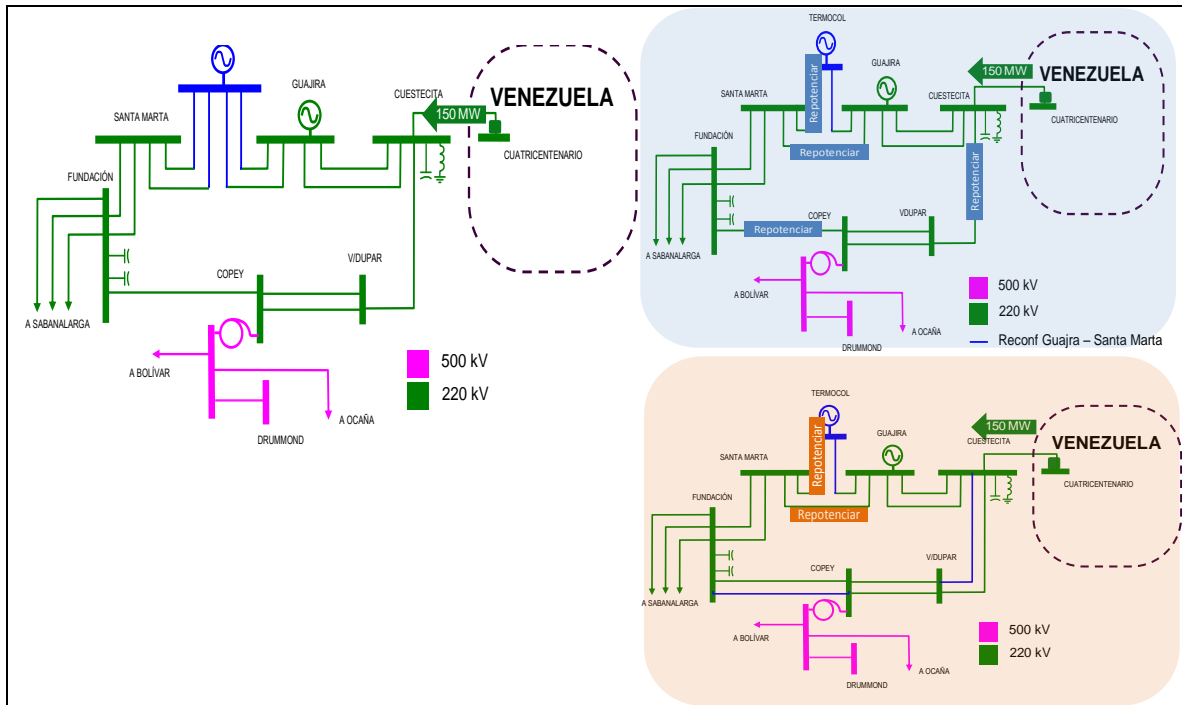 GUAJIRA
SANTA MARTA
CUESTECITA
150 MW
VENEZUELA
CUATRICENTENARIO
FUNDACIÓN
COPEY
V/DUPAR
A SABANALARGA
A BOLÍVAR
A OCAÑA
DRUMMOND
500 kV
220 kV
TERMOCOL
Repotenciar
GUAJIRA
SANTA MARTA
CUESTECITA
150 MW
VENEZUELA
CUATRICENTENARIO
Repotenciar
FUNDACIÓN
Repotenciar
COPEY
VDUPAR
Repotenciar
A SABANALARGA
A BOLÍVAR
A OCAÑA
DRUMMOND
500 kV
220 kV
Reconf Guajra – Santa Marta
TERMOCOL
Repotenciar
GUAJIRA
SANTA MARTA
CUESTECITA
150 MW
VENEZUELA
CUATRICENTENARIO
Repotenciar
FUNDACIÓN
COPEY
V/DUPAR
A SABANALARGA
A BOLÍVAR
A OCAÑA
DRUMMOND
500 kV
220 kV